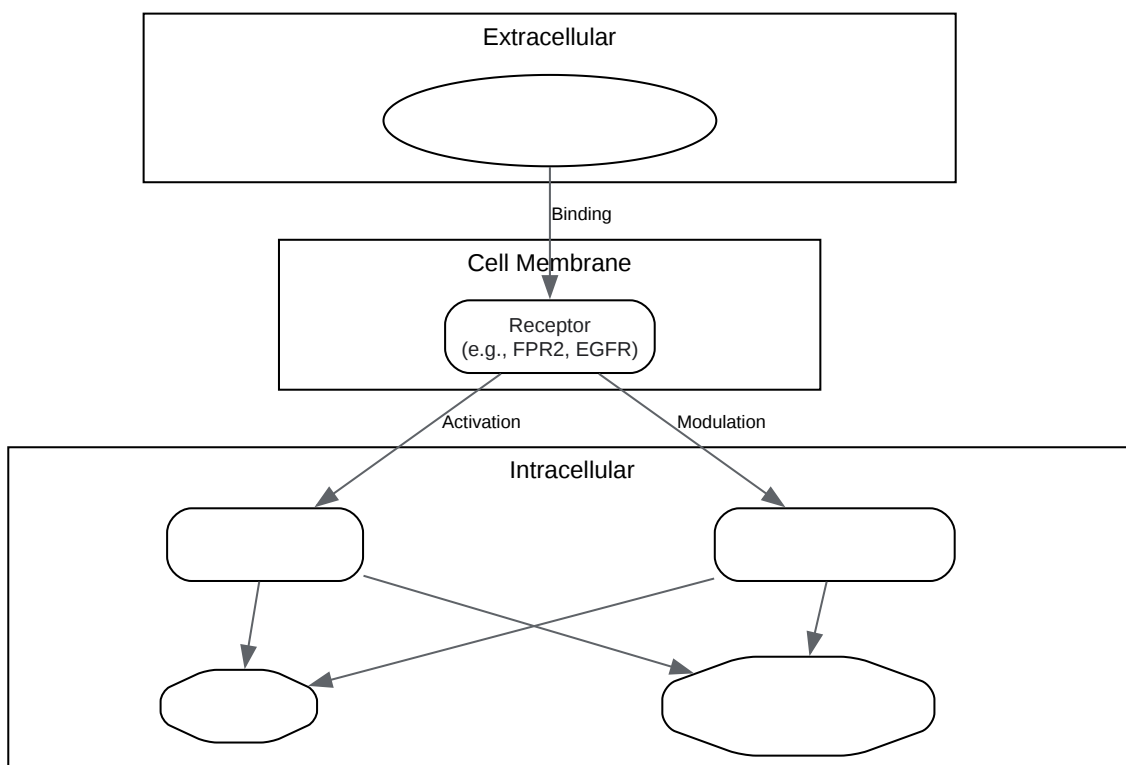 Extracellular
Binding
Cell Membrane
Receptor
(e.g., FPR2, EGFR)
Activation
Modulation
Intracellular